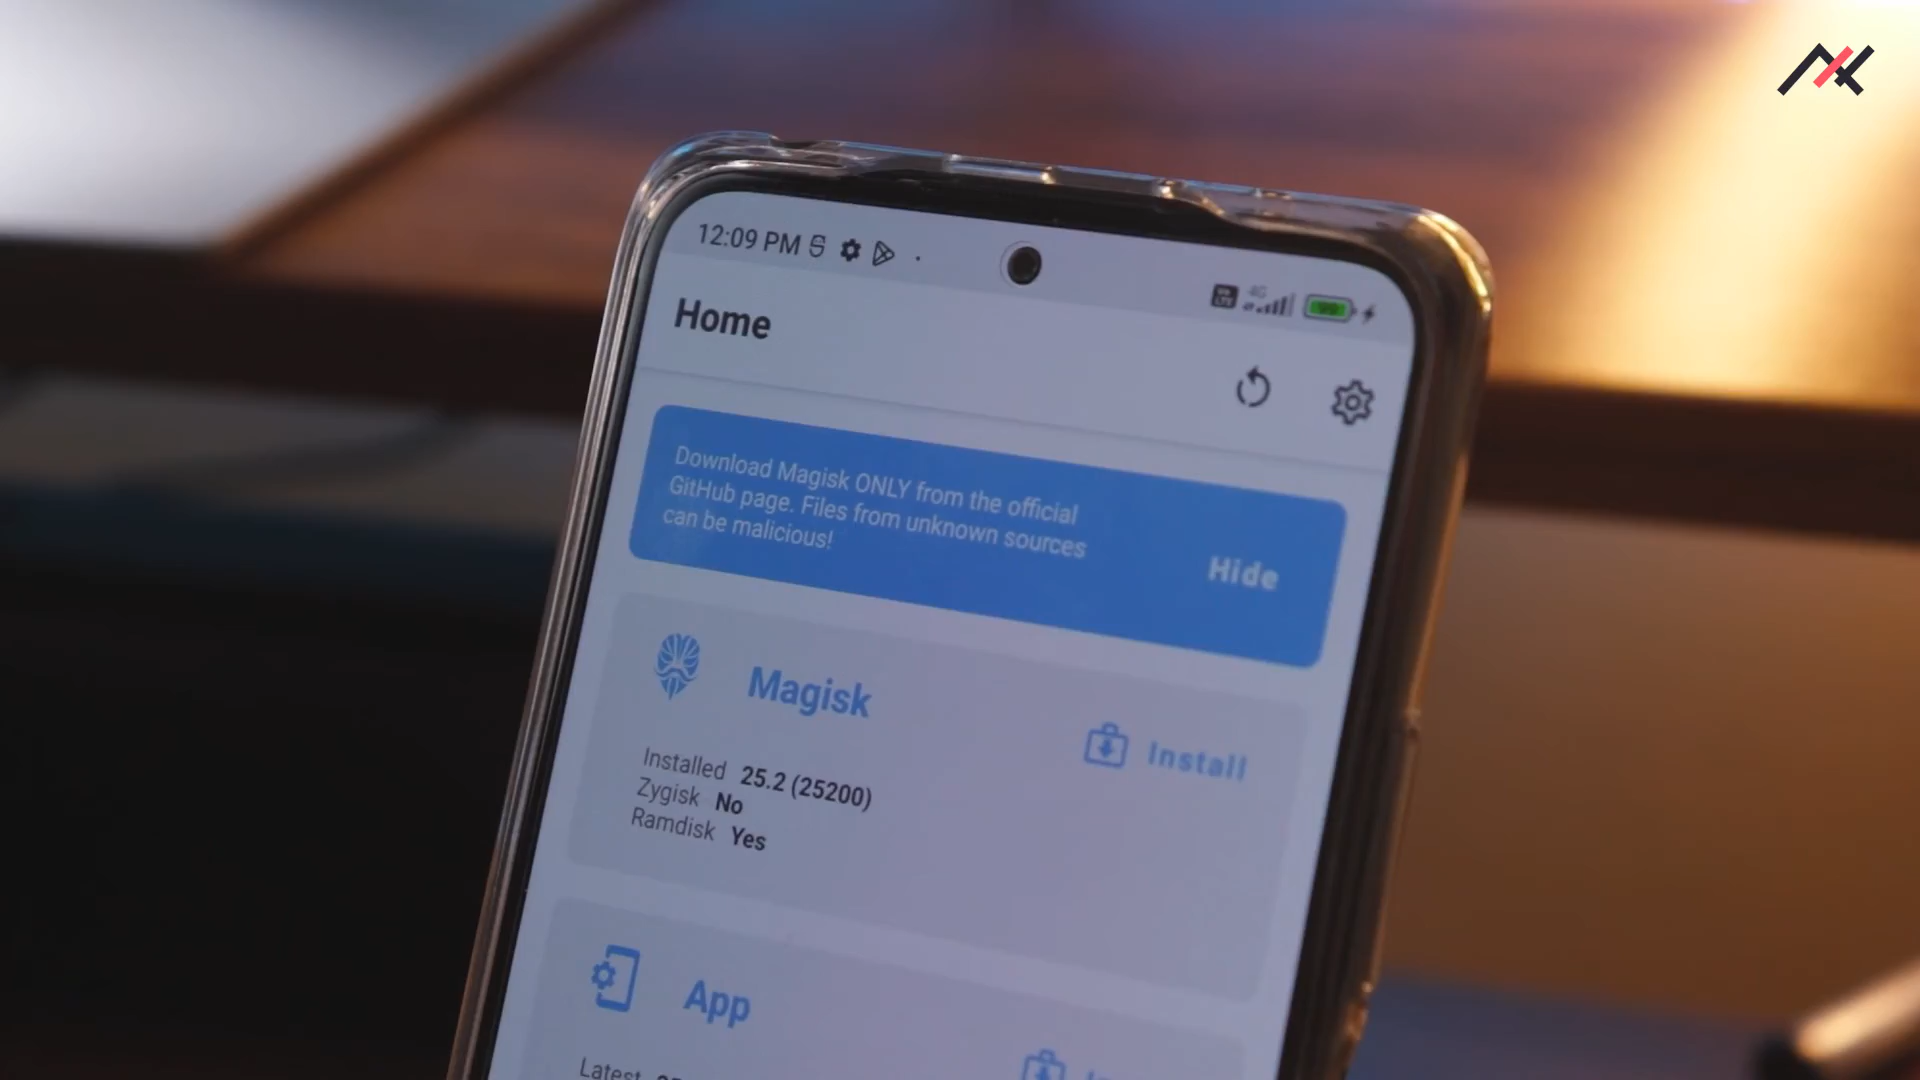 12:09 PM
4G
Home
Download Magisk ONLY from the official
GitHub page. Files from unknown sources
can be malicious!
Hide
Magisk
Install
Installed 25.2 (25200)
Zygisk No
Ramdisk Yes
App
Latest